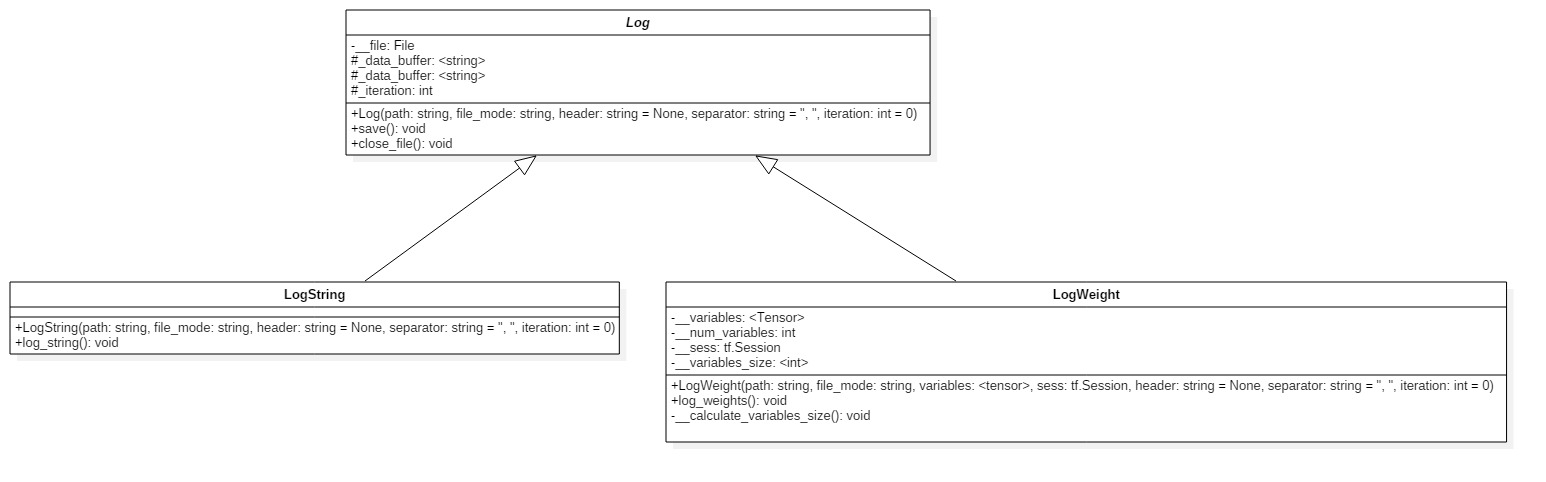 Log
-__file: File
#_data_buffer: <string>
#_data_buffer: <string>
#_iteration: int
+Log(path: string, file_mode: string, header: string = None, separator: string = ", ", iteration: int = 0)
+save(): void
+close_file(): void
LogString
+LogString(path: string, file_mode: string, header: string = None, separator: string = ", ", iteration: int = 0)
+log_string(): void
LogWeight
-__variables: <Tensor>
-__num_variables: int
-__sess: tf.Session
-__variables_size: <int>
+LogWeight(path: string, file_mode: string, variables: <tensor>, sess: tf.Session, header: string = None, separator: string = ", ", iteration: int = 0)
+log_weights(): void
-__calculate_variables_size(): void